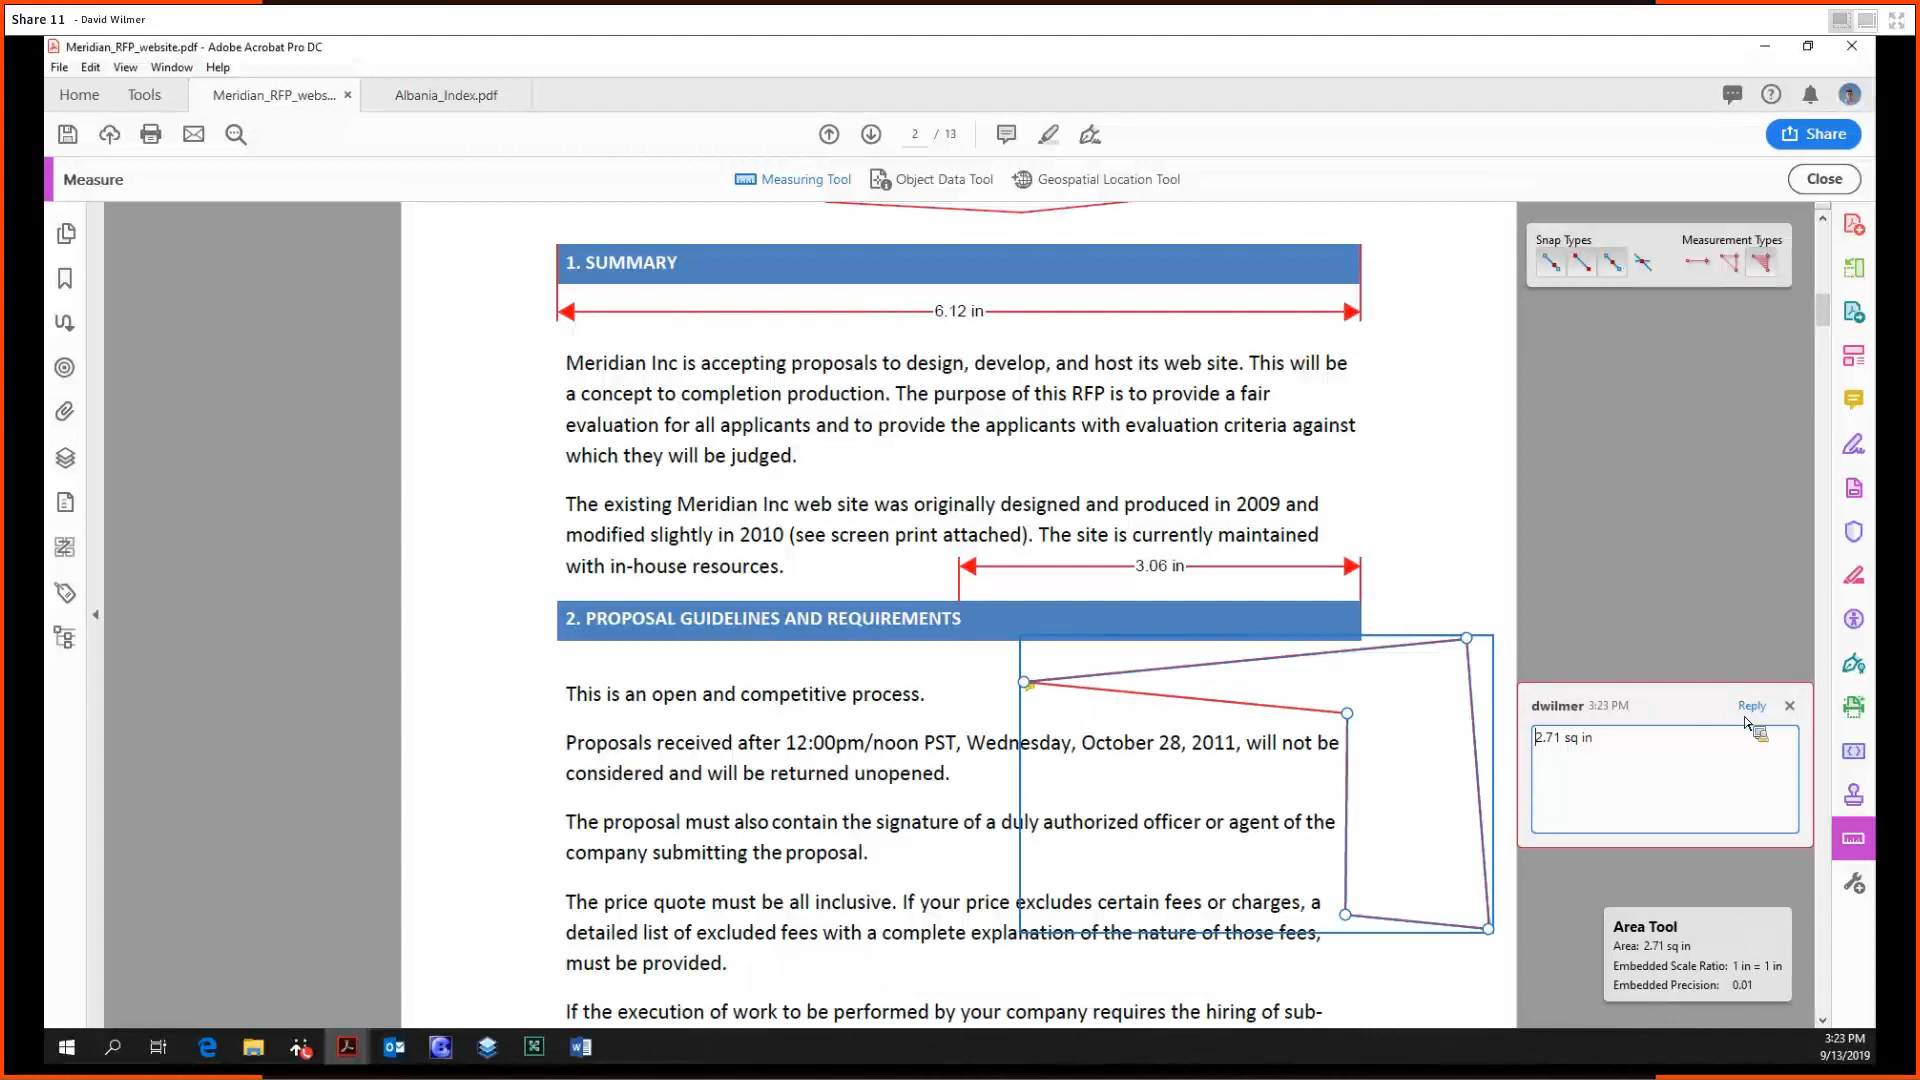 Share 11 - David Wilmer
Meridian_RFP_website.pdf - Adobe Acrobat Pro DC
File Edit View Window Help
Home Tools Meridian_RFP_webs... × Albania_Index.pdf
2 / 13
Share
Measure
Measuring Tool Object Data Tool Geospatial Location Tool
Close
Snap Types Measurement Types
1. SUMMARY
6.12 in
Meridian Inc is accepting proposals to design, develop, and host its web site. This will be
a concept to completion production. The purpose of this RFP is to provide a fair
evaluation for all applicants and to provide the applicants with evaluation criteria against
which they will be judged.
The existing Meridian Inc web site was originally designed and produced in 2009 and
modified slightly in 2010 (see screen print attached). The site is currently maintained
with in-house resources.
3.06 in
2. PROPOSAL GUIDELINES AND REQUIREMENTS
This is an open and competitive process.
Proposals received after 12:00pm/noon PST, Wednesday, October 28, 2011, will not be
considered and will be returned unopened.
The proposal must also contain the signature of a duly authorized officer or agent of the
company submitting the proposal.
The price quote must be all inclusive. If your price excludes certain fees or charges, a
detailed list of excluded fees with a complete explanation of the nature of those fees,
must be provided.
If the execution of work to be performed by your company requires the hiring of sub-
dwilmer 3:23 PM Reply
2.71 sq in
Area Tool
Area: 2.71 sq in
Embedded Scale Ratio: 1 in = 1 in
Embedded Precision: 0.01
3:23 PM
9/13/2019